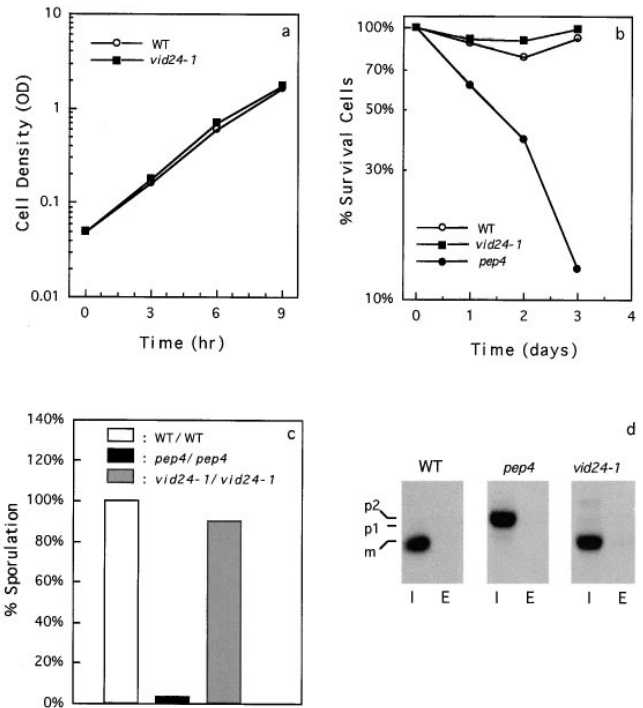 a
WT
vid24-1
Cell Density (OD)
10
1
0.1
0.01
0 3 6 9
Time (hr)
b
% Survival Cells
100%
70%
50%
30%
10%
WT
vid24-1
pep4
0 1 2 3 4
Time (days)
c
% Sporulation
140%
120%
100%
80%
60%
40%
20%
0%
: WT/WT
: pep4/pep4
: vid24-1/vid24-1
d
WT pep4 vid24-1
p2
p1
m
I E I E I E